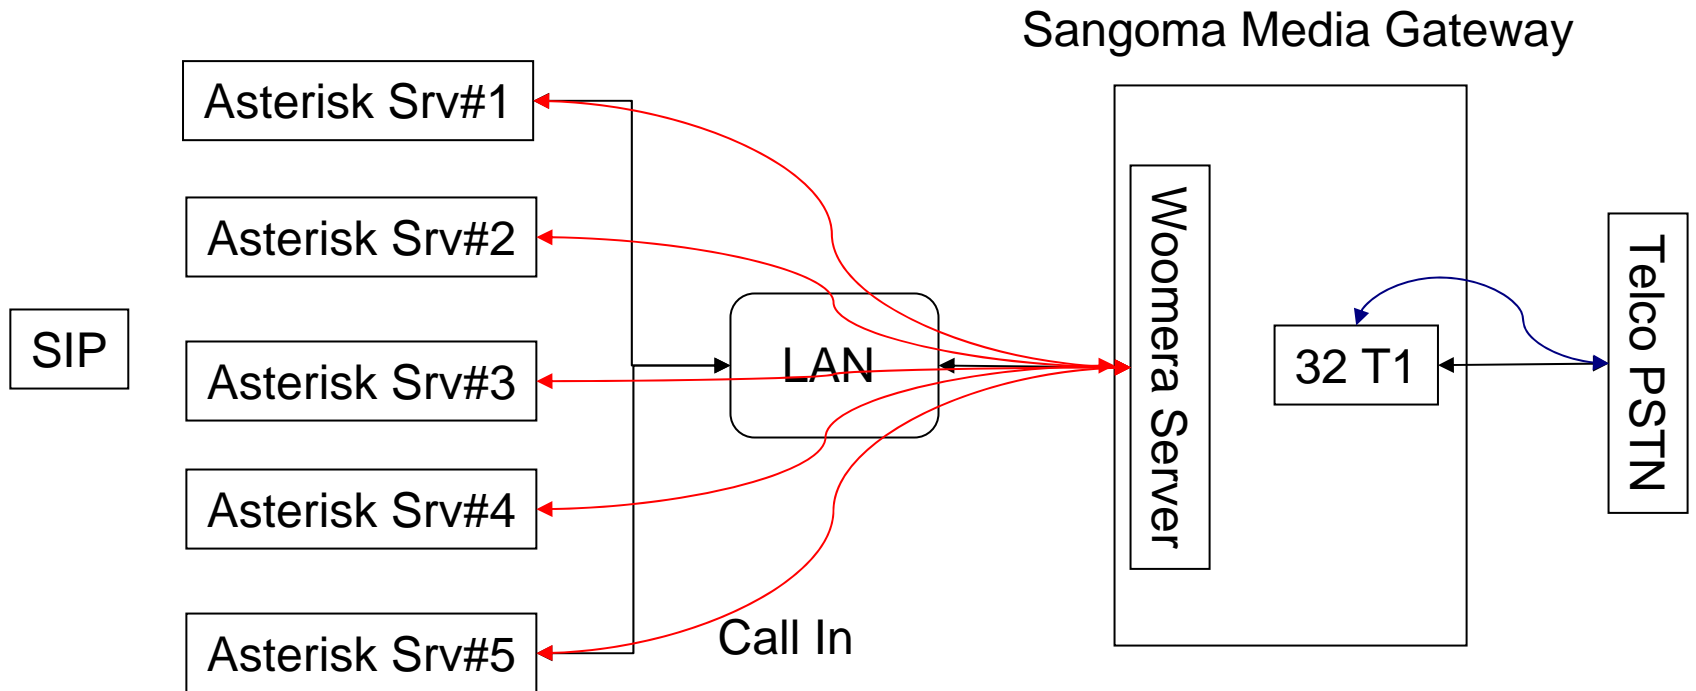 Sangoma Media Gateway
Asterisk Srv#1
Asterisk Srv#2
SIP
Asterisk Srv#3
Asterisk Srv#4
Asterisk Srv#5
LAN
Call In
Woomera Server
32 T1
Telco PSTN